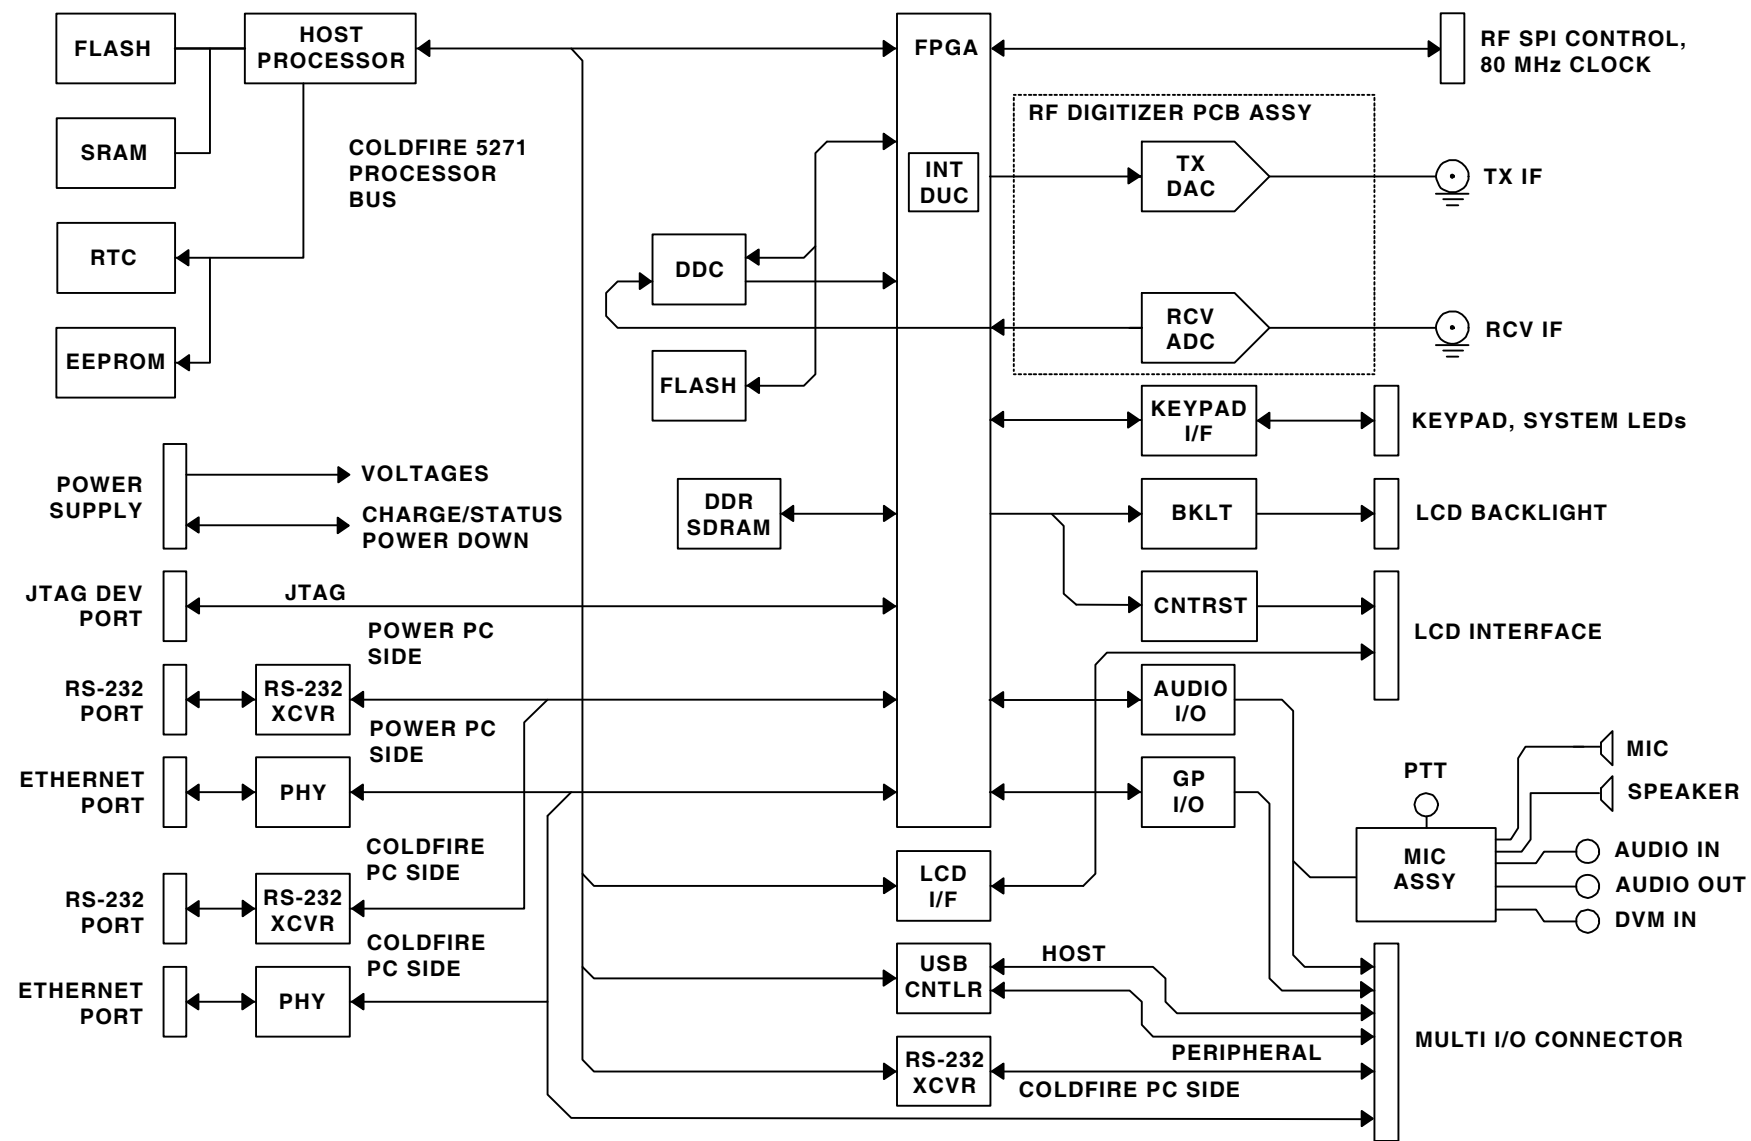 FLASH
HOST
PROCESSOR
FPGA
RF SPI CONTROL,
80 MHz CLOCK
RF DIGITIZER PCB ASSY
SRAM
COLDFIRE 5271
PROCESSOR
BUS
INT
DUC
TX
DAC
TX IF
RTC
DDC
RCV
ADC
RCV IF
EEPROM
FLASH
KEYPAD
I/F
KEYPAD, SYSTEM LEDs
POWER
SUPPLY
VOLTAGES
CHARGE/STATUS
POWER DOWN
DDR
SDRAM
BKLT
LCD BACKLIGHT
JTAG DEV
PORT
JTAG
CNTRST
LCD INTERFACE
POWER PC
SIDE
RS-232
PORT
RS-232
XCVR
AUDIO
I/O
POWER PC
SIDE
MIC
PTT
SPEAKER
ETHERNET
PORT
PHY
GP
I/O
MIC
ASSY
AUDIO IN
AUDIO OUT
DVM IN
COLDFIRE
PC SIDE
RS-232
PORT
RS-232
XCVR
LCD
I/F
COLDFIRE
PC SIDE
USB
CNTLR
HOST
ETHERNET
PORT
PHY
MULTI I/O CONNECTOR
PERIPHERAL
RS-232
XCVR
COLDFIRE PC SIDE